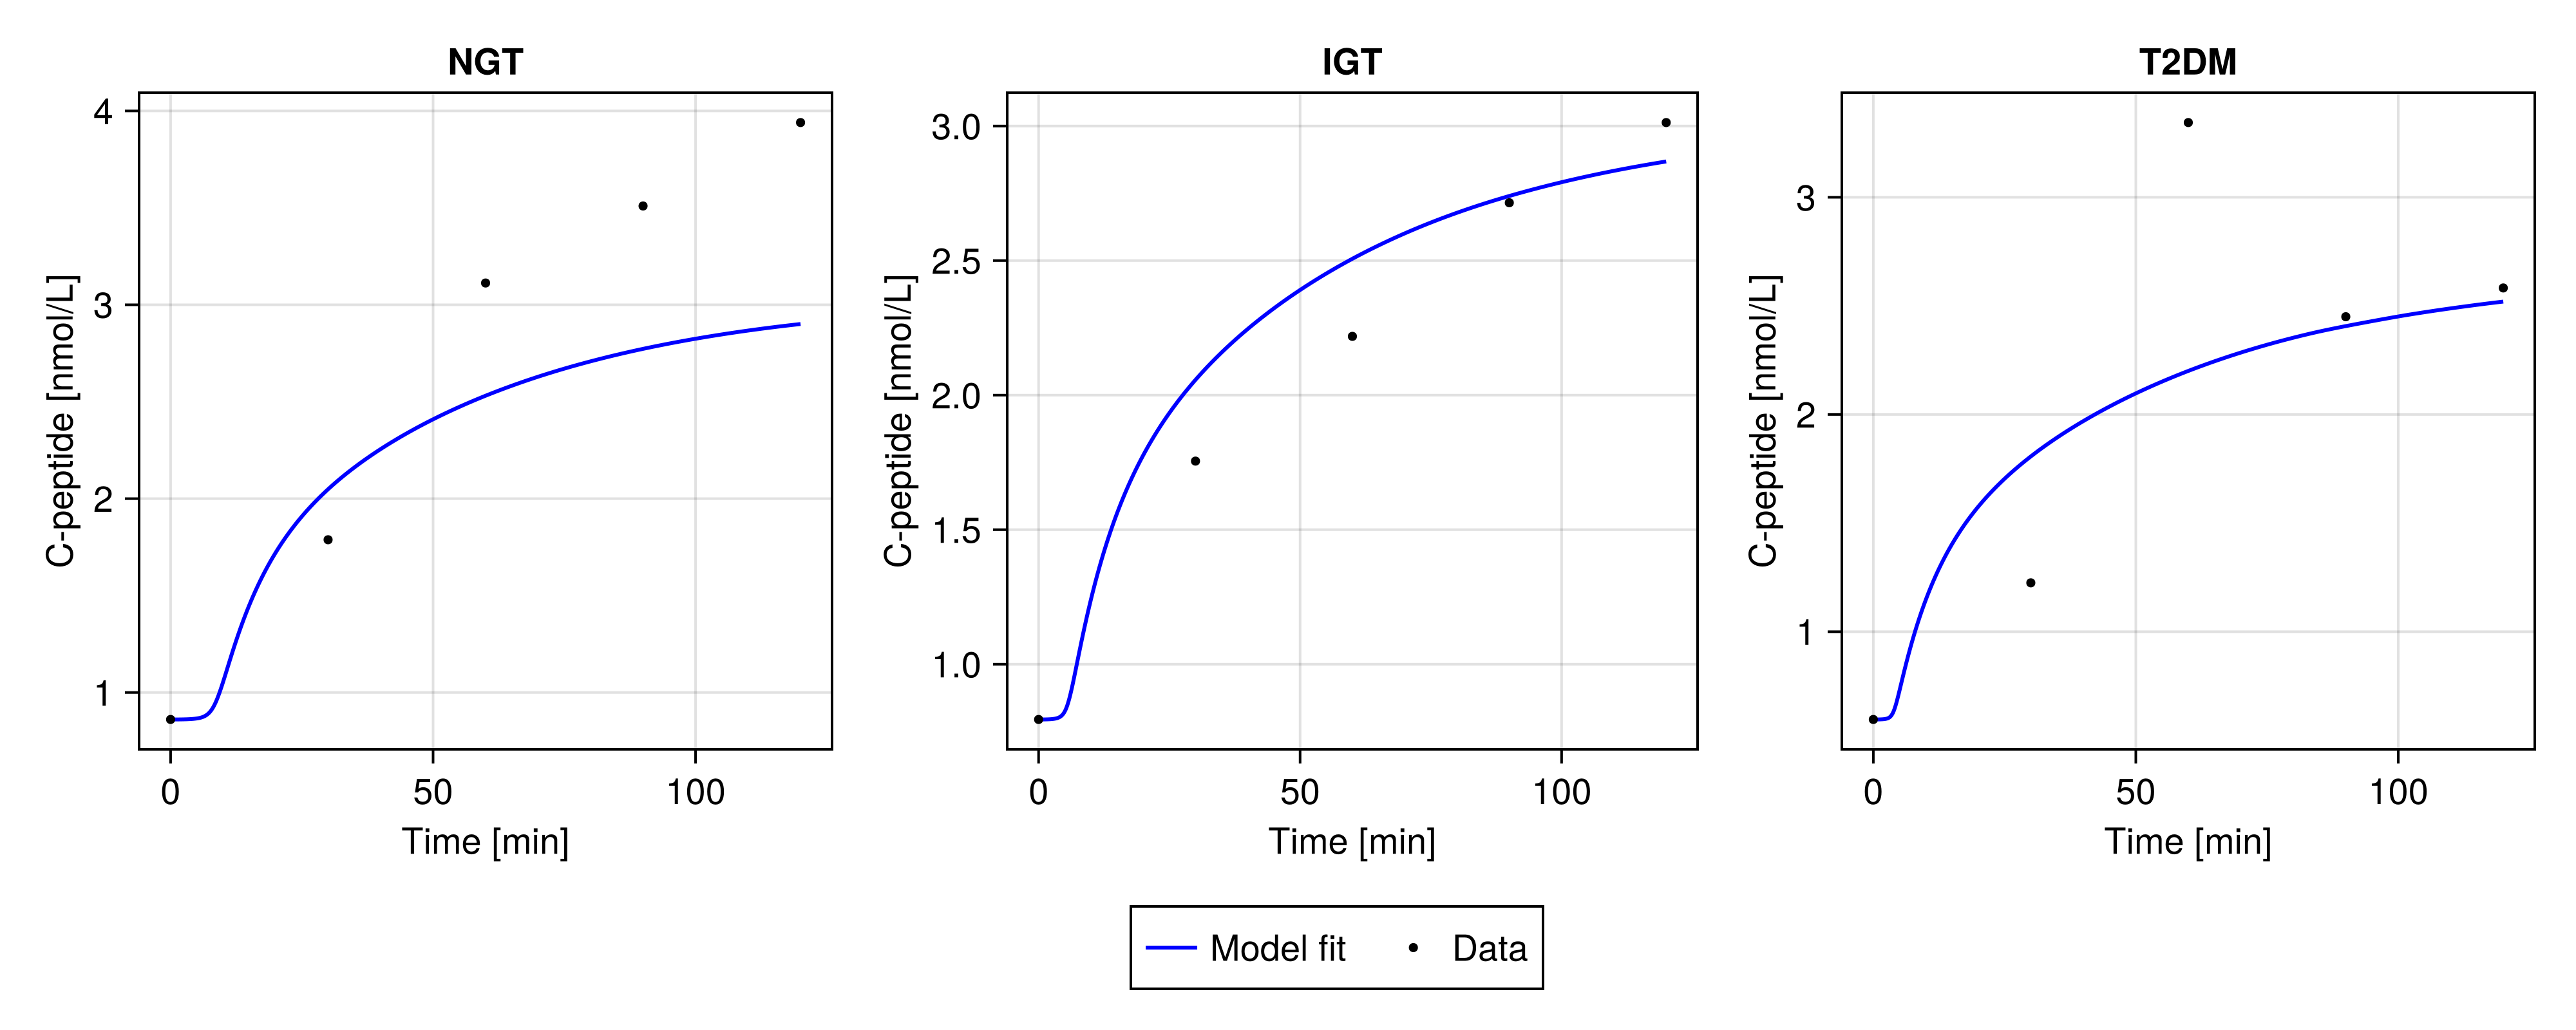 NGT
C-peptide [nmol/L]
4
3
2
1
0 50 100
Time [min]
IGT
C-peptide [nmol/L]
3.0
2.5
2.0
1.5
1.0
0 50 100
Time [min]
T2DM
C-peptide [nmol/L]
3
2
1
0 50 100
Time [min]
Model fit Data